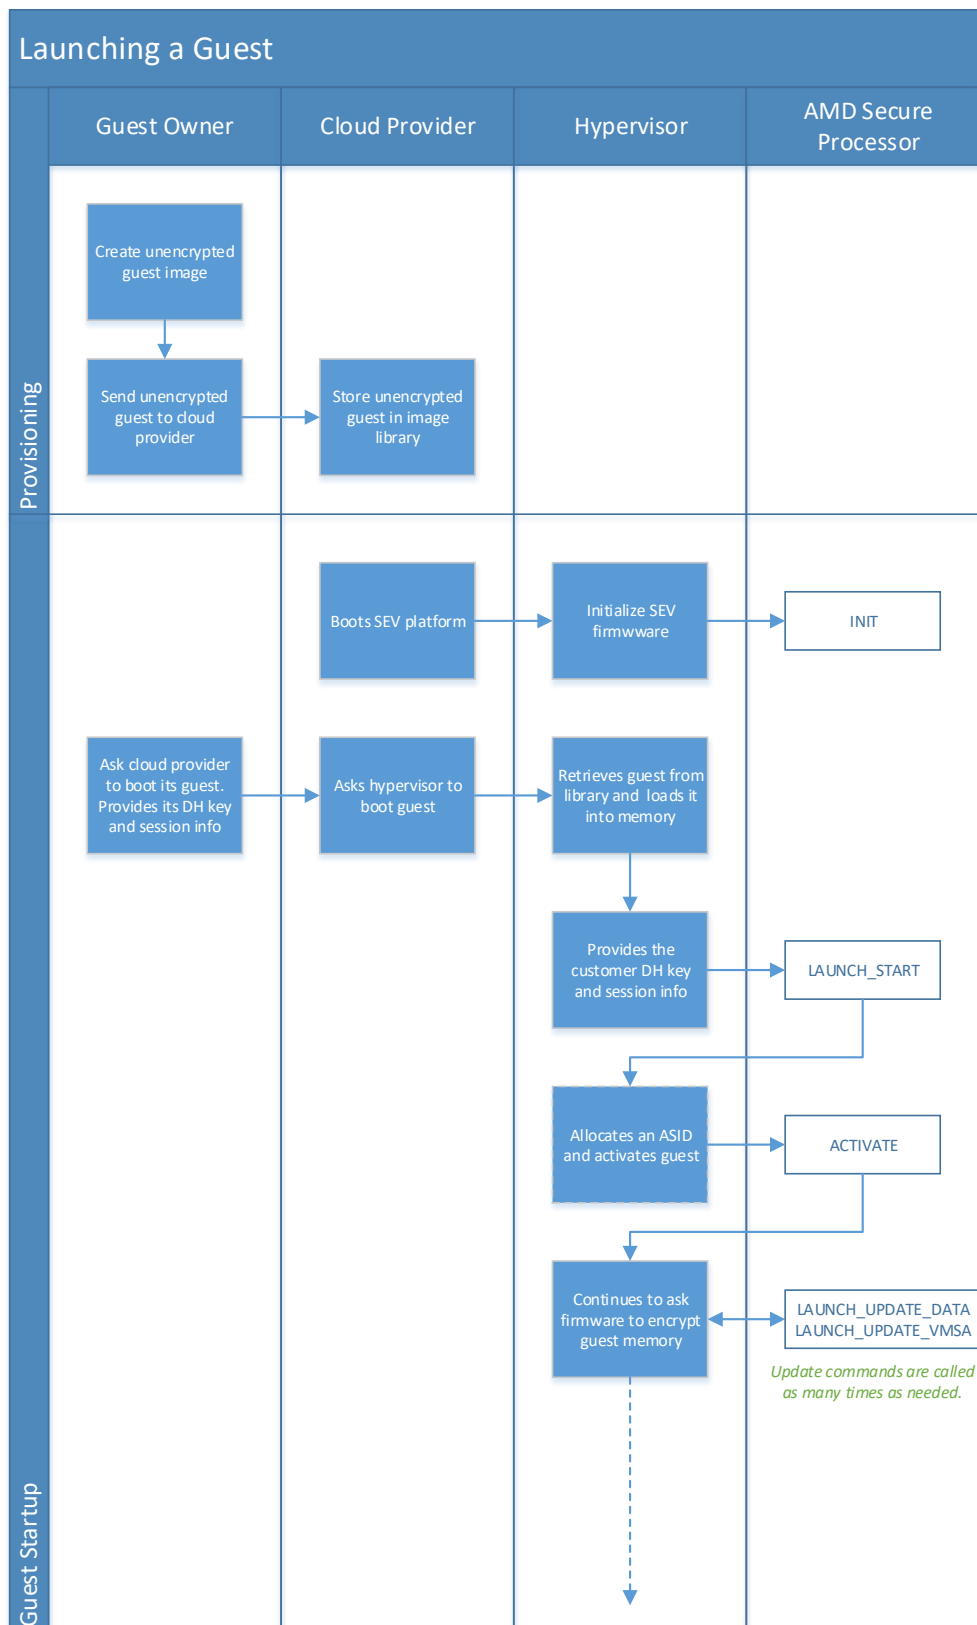 Launching a Guest
Guest Owner
Cloud Provider
Hypervisor
AMD Secure
Processor
Provisioning
Create unencrypted
guest image
Send unencrypted
guest to cloud
provider
Store unencrypted
guest in image
library
Guest Startup
Boots SEV platform
Initialize SEV
firmwware
INIT
Ask cloud provider
to boot its guest.
Provides its DH key
and session info
Asks hypervisor to
boot guest
Retrieves guest from
library and loads it
into memory
Provides the
customer DH key
and session info
LAUNCH_START
Allocates an ASID
and activates guest
ACTIVATE
Continues to ask
firmware to encrypt
guest memory
LAUNCH_UPDATE_DATA
LAUNCH_UPDATE_VMSA
Update commands are called
as many times as needed.